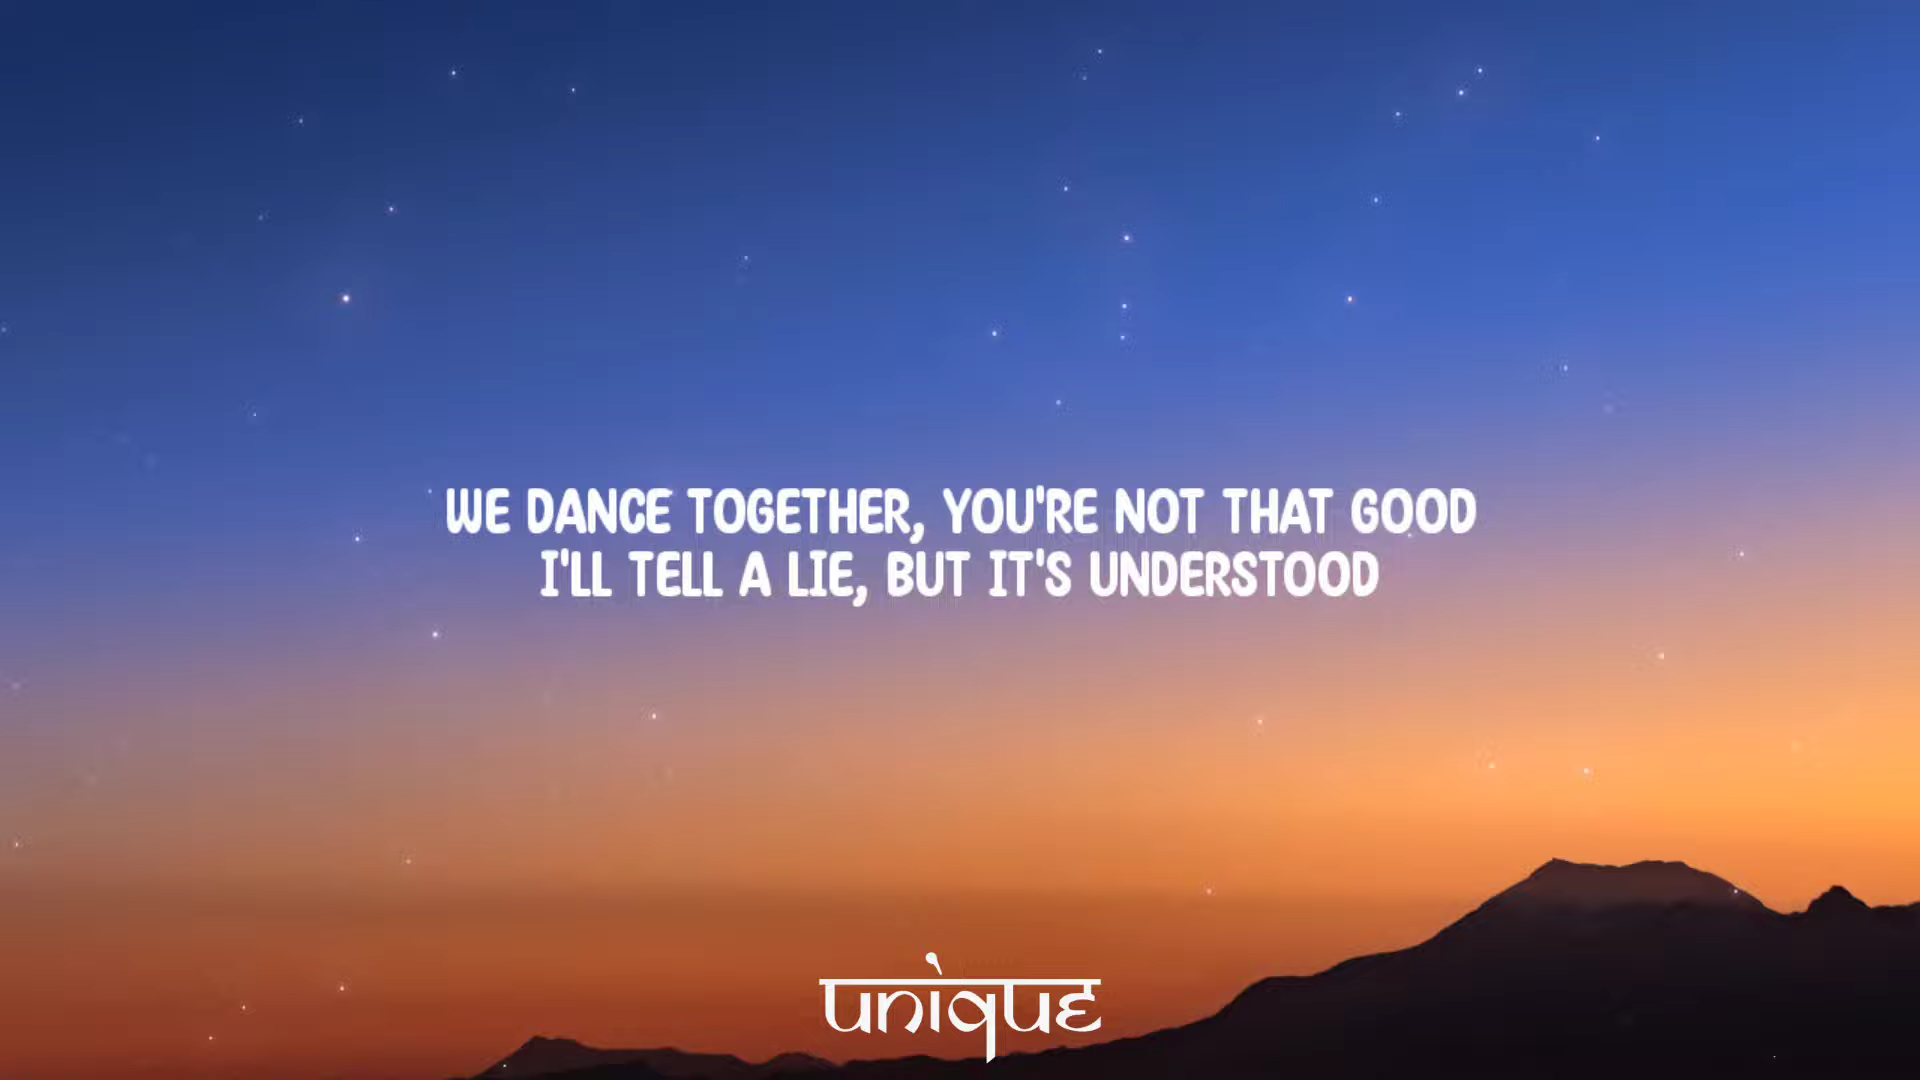 WE DANCE TOGETHER, YOU'RE NOT THAT GOOD
I'LL TELL A LIE, BUT IT'S UNDERSTOOD
unique